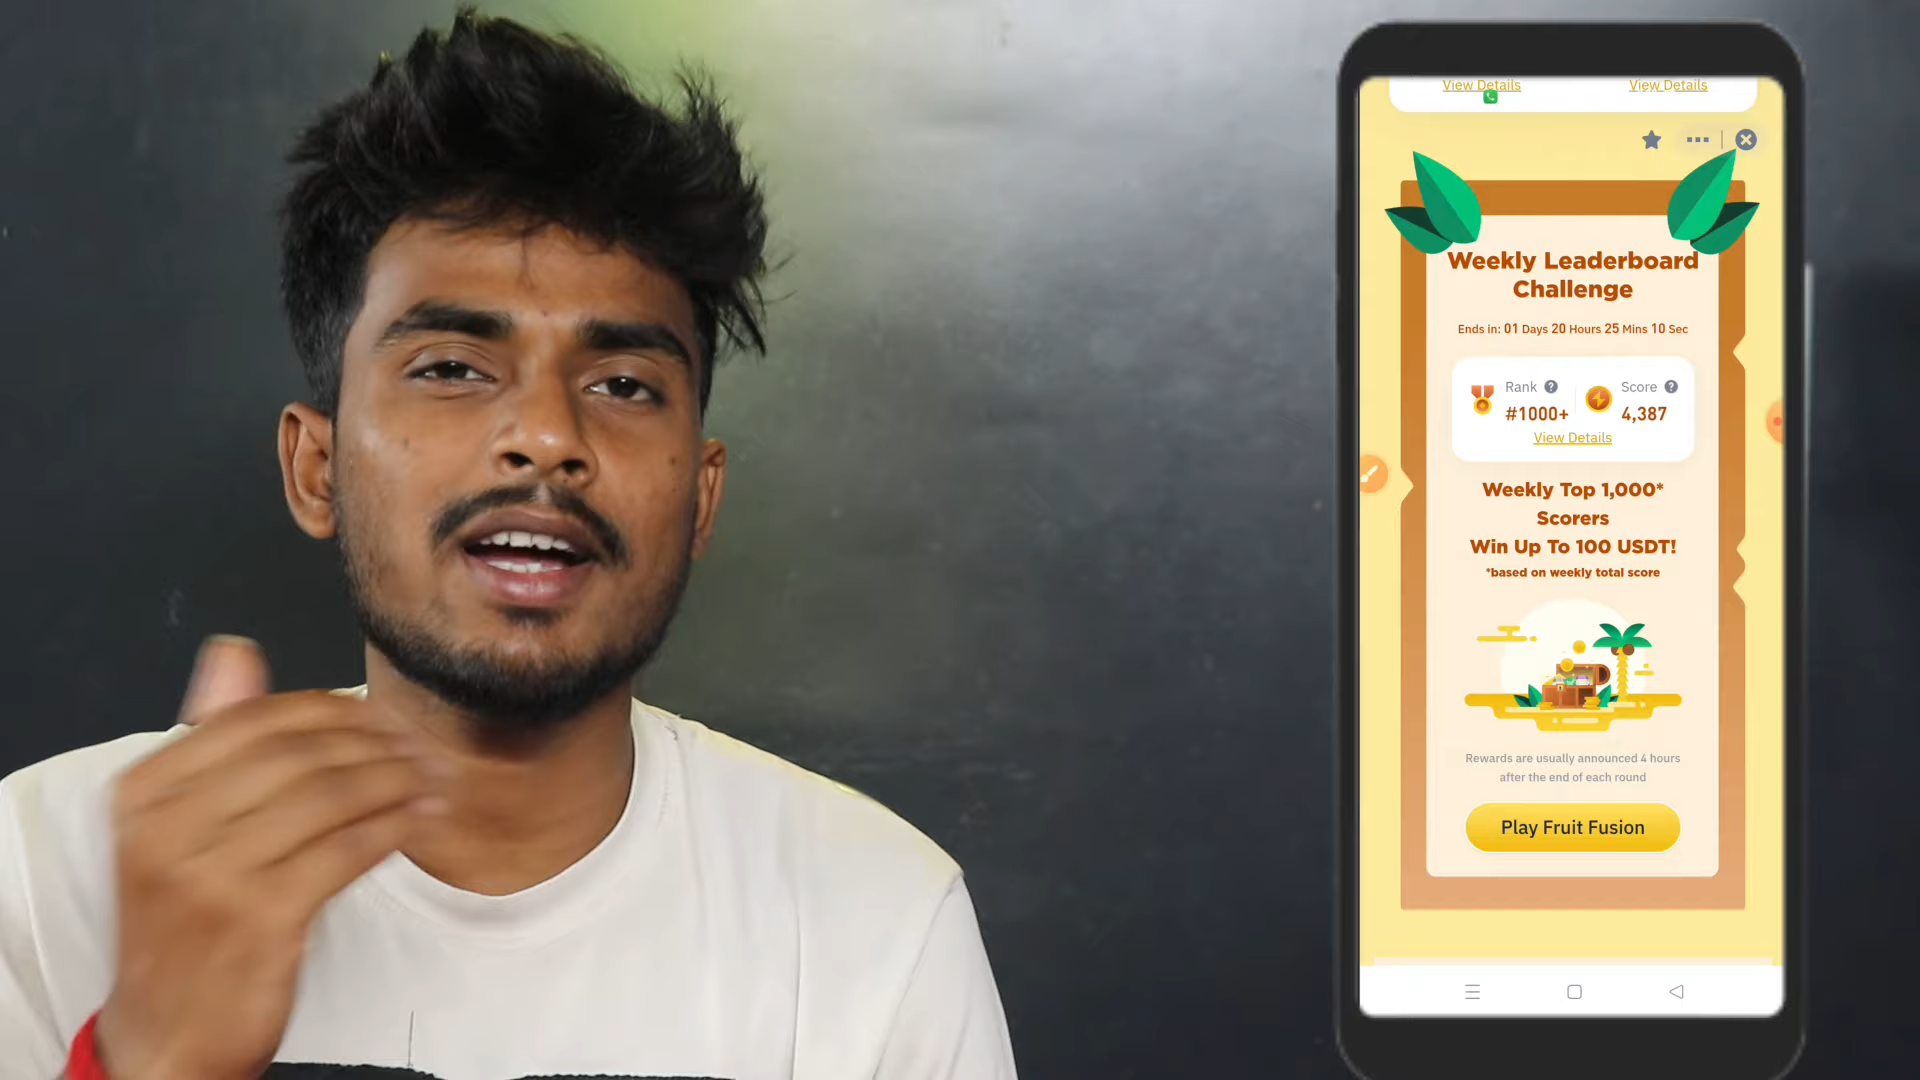 View Details View Details
Weekly Leaderboard
Challenge
Ends in: 01 Days 20 Hours 25 Mins 10 Sec
Rank ? Score ?
#1000+ 4,387
View Details
Weekly Top 1,000*
Scorers
Win Up To 100 USDT!
*based on weekly total score
Rewards are usually announced 4 hours
after the end of each round
Play Fruit Fusion